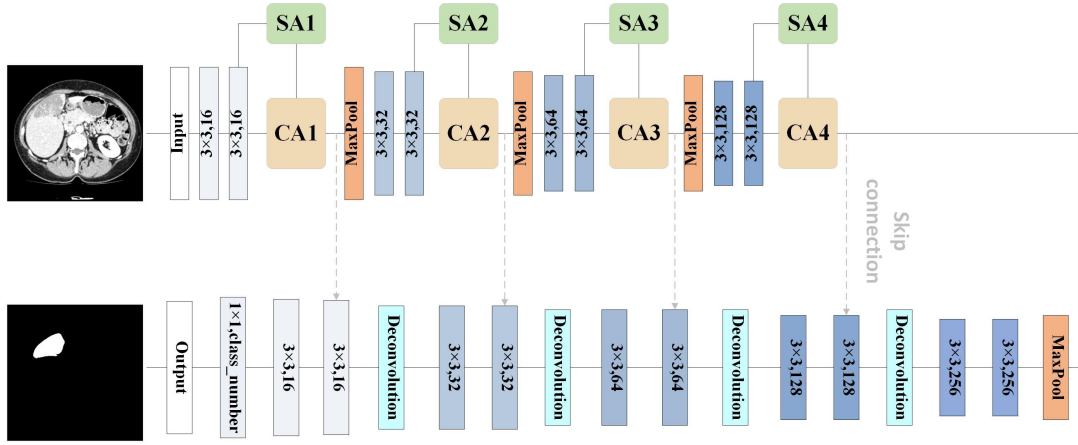 SA1
SA2
SA3
SA4
Input
3×3,16
3×3,16
CA1
MaxPool
3×3,32
3×3,32
CA2
MaxPool
3×3,64
3×3,64
CA3
MaxPool
3×3,128
3×3,128
CA4
Skip
connection
Output
1×1,class_number
3×3,16
3×3,16
Deconvolution
3×3,32
3×3,32
Deconvolution
3×3,64
3×3,64
Deconvolution
3×3,128
3×3,128
Deconvolution
3×3,256
3×3,256
MaxPool